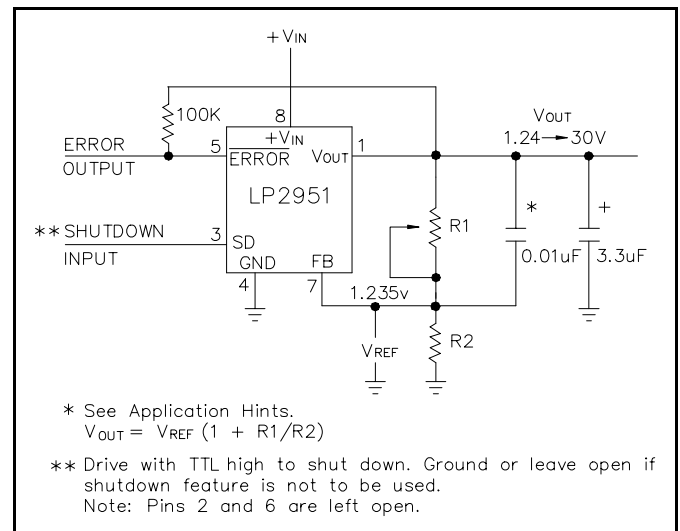 +VIN
100K
8
+VIN
VOUT
1.24→30V
ERROR
OUTPUT
5
ERROR
VOUT
1
LP2951
** SHUTDOWN
INPUT
3
SD
GND
FB
4
7
1.235v
R1
*
0.01uF
+
3.3uF
VREF
R2
* See Application Hints.
VOUT = VREF (1 + R1/R2)
** Drive with TTL high to shut down. Ground or leave open if
shutdown feature is not to be used.
Note: Pins 2 and 6 are left open.